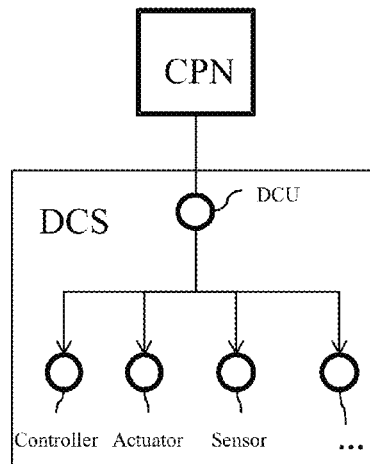 CPN
DCU
DCS
Controller Actuator Sensor ...